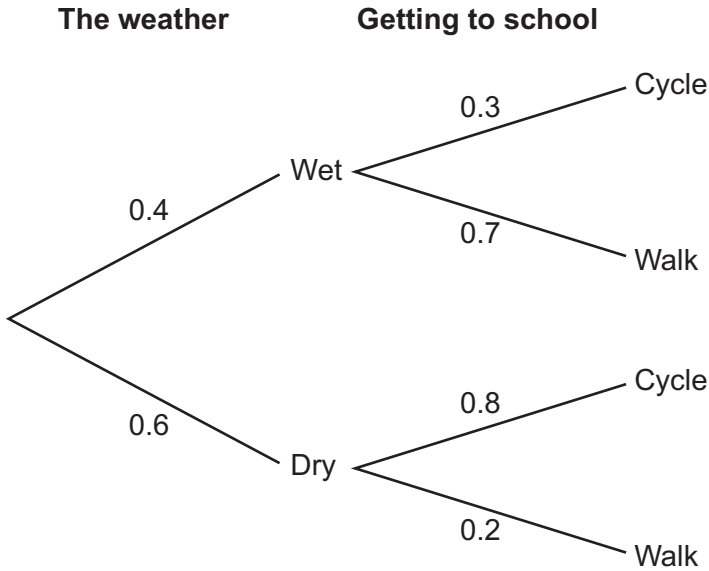 The weather Getting to school
Cycle
0.3
Wet
0.4
0.7
Walk
Cycle
0.8
0.6
Dry
0.2
Walk